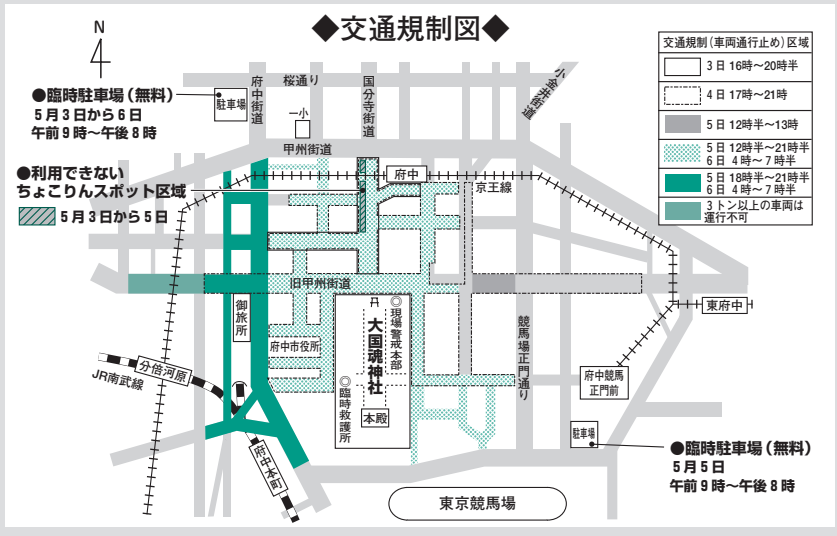 ◆交通規制図◆
N
●臨時駐車場（無料）
5月3日から6日
午前9時～午後8時
●利用できない
ちょこりんスポット区域
5月3日から5日
交通規制（車両通行止め）区域
3日 16時～20時半
4日 17時～21時
5日 12時半～13時
5日 12時半～21時半
6日 4時～7時半
5日 18時半～21時半
6日 4時～7時半
3トン以上の車両は
運行不可
府中街道
桜通り
国分寺街道
小金井街道
駐車場
一小
甲州街道
府中
京王線
旧甲州街道
御旅所
府中市役所
大国魂神社
本殿
◎現場警戒本部
◎臨時救護所
競馬場正門通り
東府中
府中競馬
正門前
分倍河原
JR南武線
府中本町
駐車場
●臨時駐車場（無料）
5月5日
午前9時～午後8時
東京競馬場